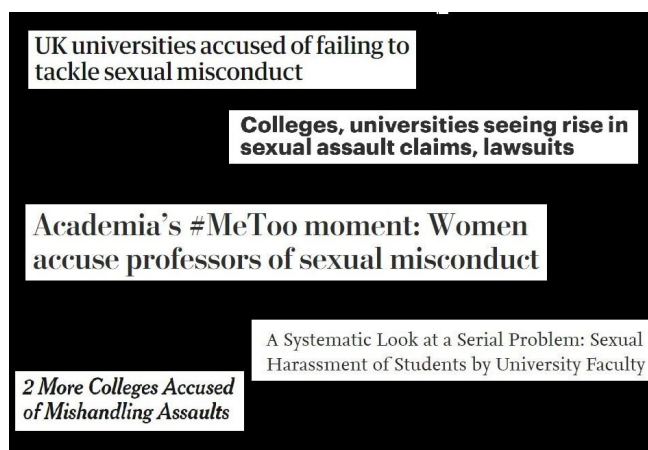 UK universities accused of failing to
tackle sexual misconduct
Colleges, universities seeing rise in
sexual assault claims, lawsuits
Academia's #MeToo moment: Women
accuse professors of sexual misconduct
A Systematic Look at a Serial Problem: Sexual
Harassment of Students by University Faculty
2 More Colleges Accused
of Mishandling Assaults